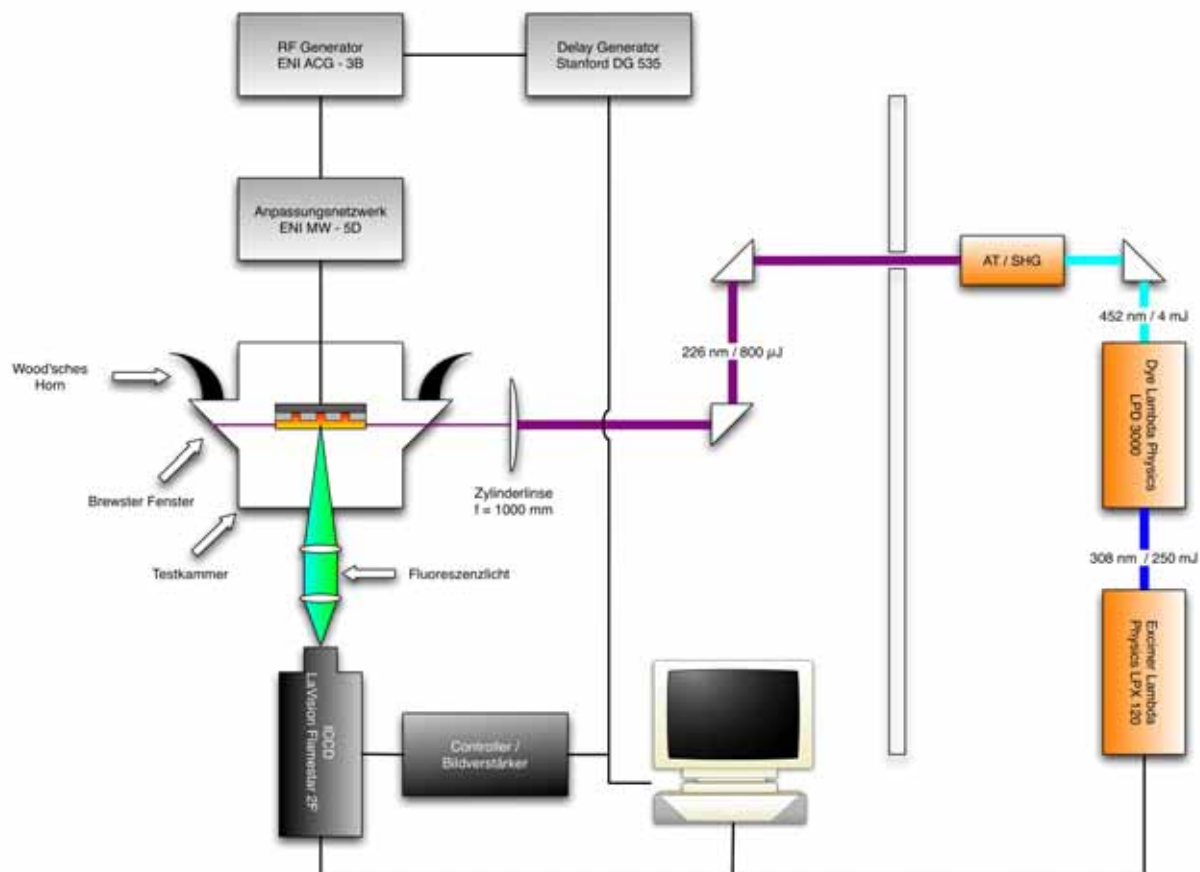 RF Generator
ENI ACG - 3B
Delay Generator
Stanford DG 535
Anpassungsnetzwerk
ENI MW - 5D
AT / SHG
452 nm / 4 mJ
226 nm / 800 µJ
Wood'sches
Horn
Dye Lambda Physics
LPD 3000
Brewster Fenster
Zylinderlinse
f = 1000 mm
308 nm / 250 mJ
Testkammer
Fluoreszenzlicht
Excimer Lambda
Physics LPX 120
ICCD
LaVision Flamestar 2F
Controller /
Bildverstärker